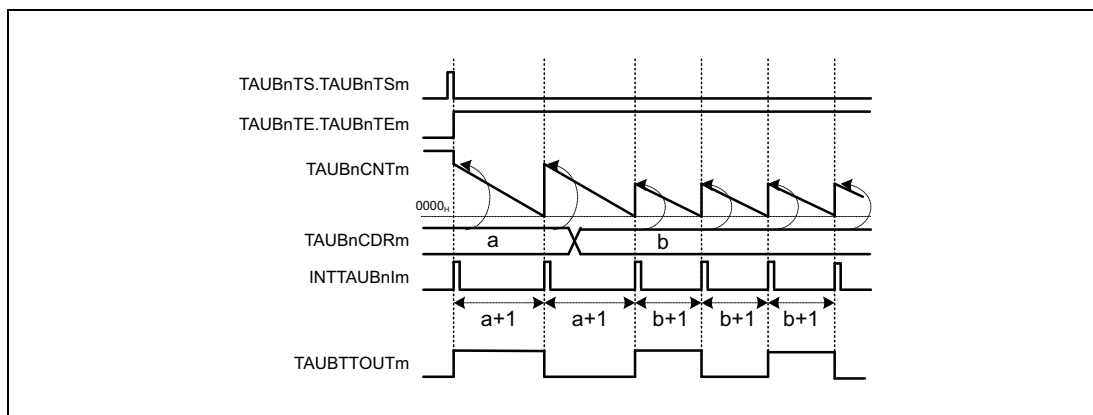 TAUBnTS.TAUBnTSm
TAUBnTE.TAUBnTEm
TAUBnCNTm
0000H
TAUBnCDRm
a
b
INTTAUBnIm
a+1
a+1
b+1
b+1
b+1
TAUBTTOUTm